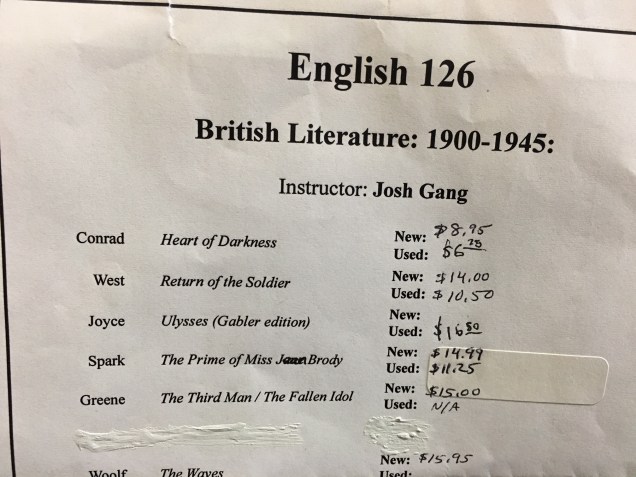 English 126
British Literature: 1900-1945:
Instructor: Josh Gang
Conrad Heart of Darkness New: $8.95
Used: $6.75
West Return of the Soldier New: $14.00
Used: $10.50
Joyce Ulysses (Gabler edition) New:
Used: $16.50
Spark The Prime of Miss Brody New: $14.99
Used: $11.25
Greene The Third Man / The Fallen Idol New: $15.00
Used: N/A
Woolf The Waves New: $15.95
Used: